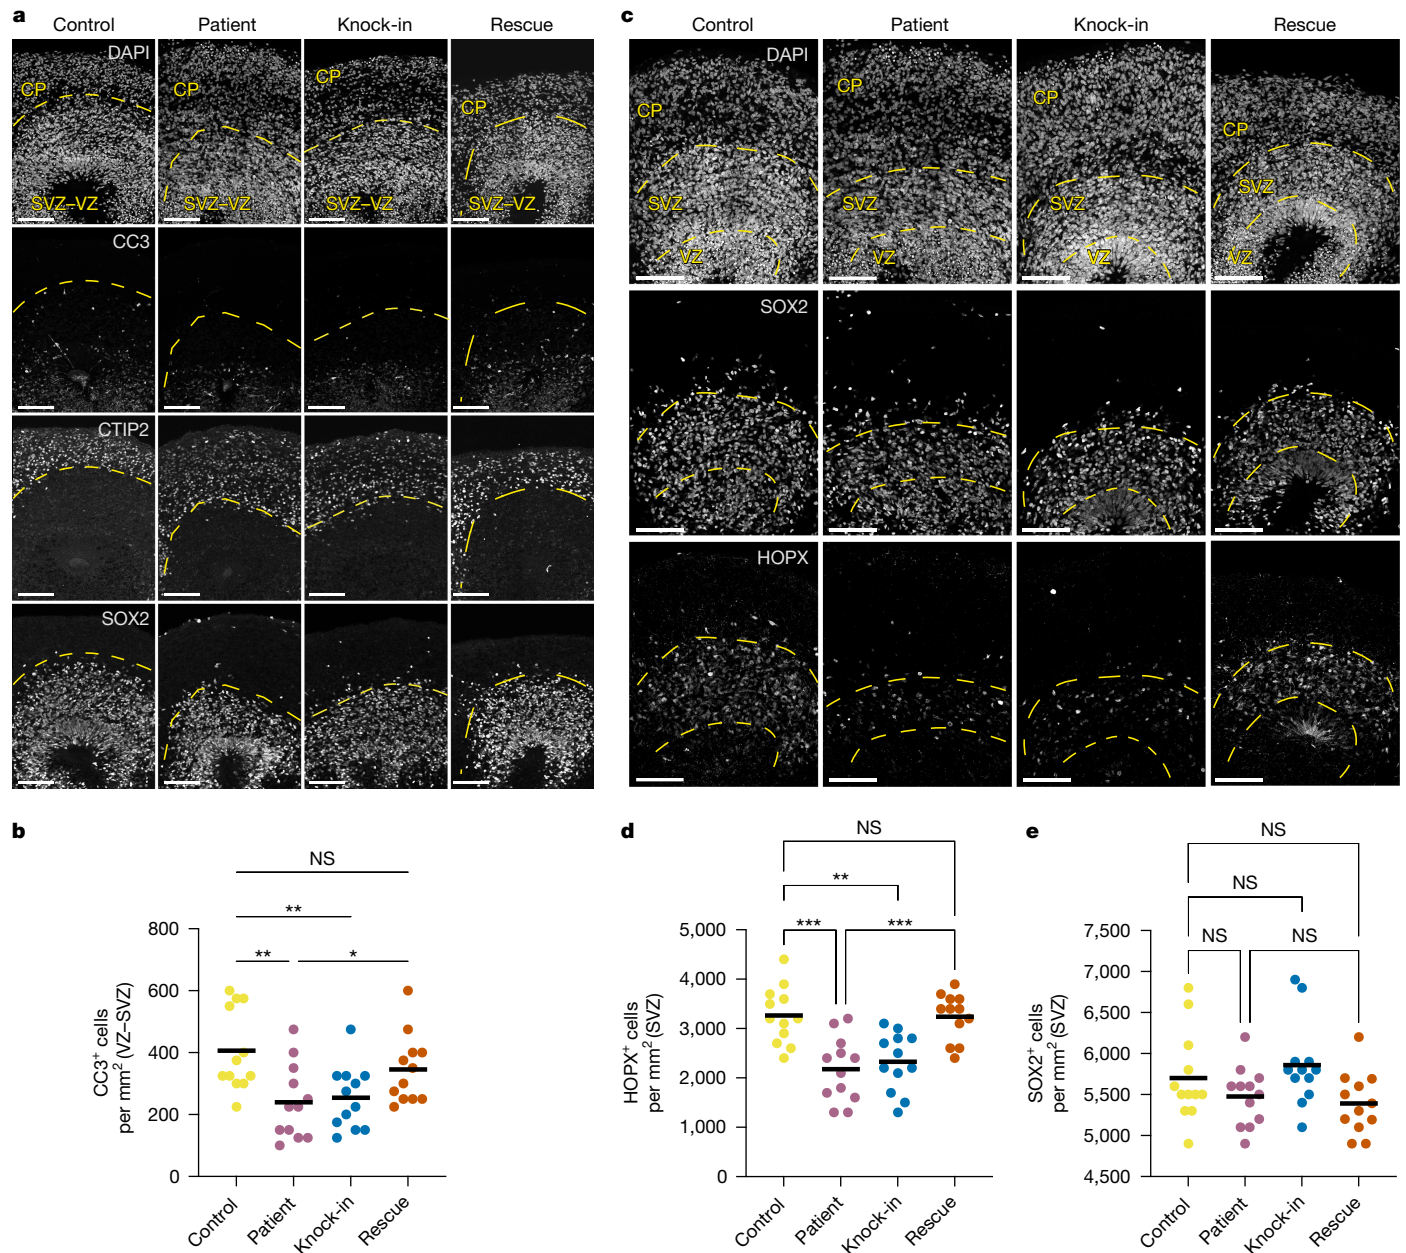 a
Control Patient Knock-in Rescue
DAPI
CP CP CP CP
SVZ–VZ SVZ–VZ SVZ–VZ SVZ–VZ
CC3
CTIP2
SOX2
b
NS
**
** *
800
600
400
200
0
CC3+ cells
per mm2 (VZ–SVZ)
Control Patient Knock-in Rescue
c
Control Patient Knock-in Rescue
DAPI
CP CP CP CP
SVZ SVZ SVZ SVZ
VZ VZ VZ VZ
SOX2
HOPX
d
NS
**
*** ***
5,000
4,000
3,000
2,000
1,000
0
HOPX+ cells
per mm2 (SVZ)
Control Patient Knock-in Rescue
e
NS
NS
NS NS
7,500
7,000
6,500
6,000
5,500
5,000
4,500
SOX2+ cells
per mm2 (SVZ)
Control Patient Knock-in Rescue